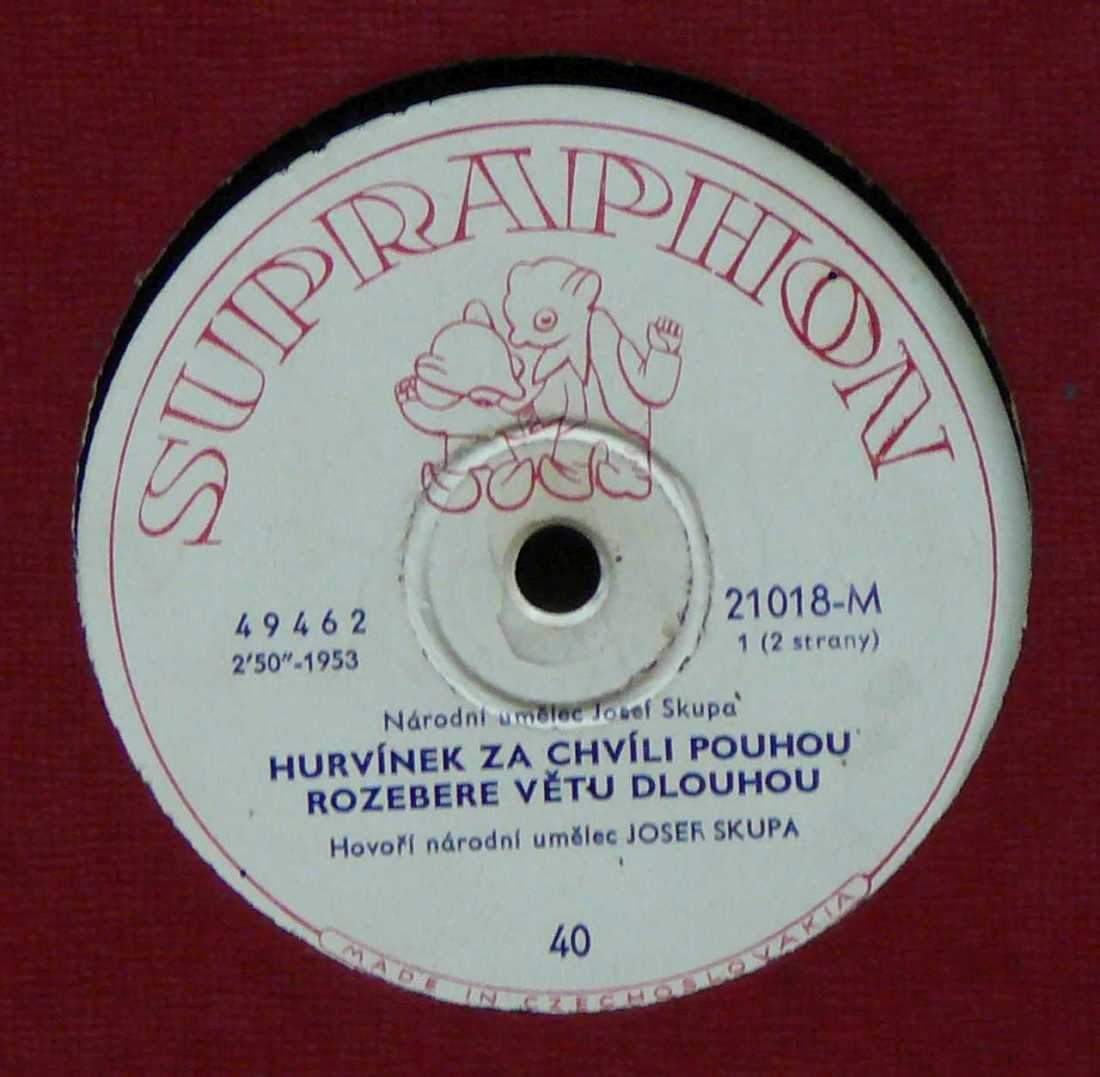 SUPRAPHON
49462
2'50"-1953
21018-M
1 (2 strany)
Národní umělec Josef Skupa
HURVÍNEK ZA CHVÍLI POUHOU
ROZEBERE VĚTU DLOUHOU
Hovoří národní umělec JOSEF SKUPA
40
MADE IN CZECHOSLOVAKIA